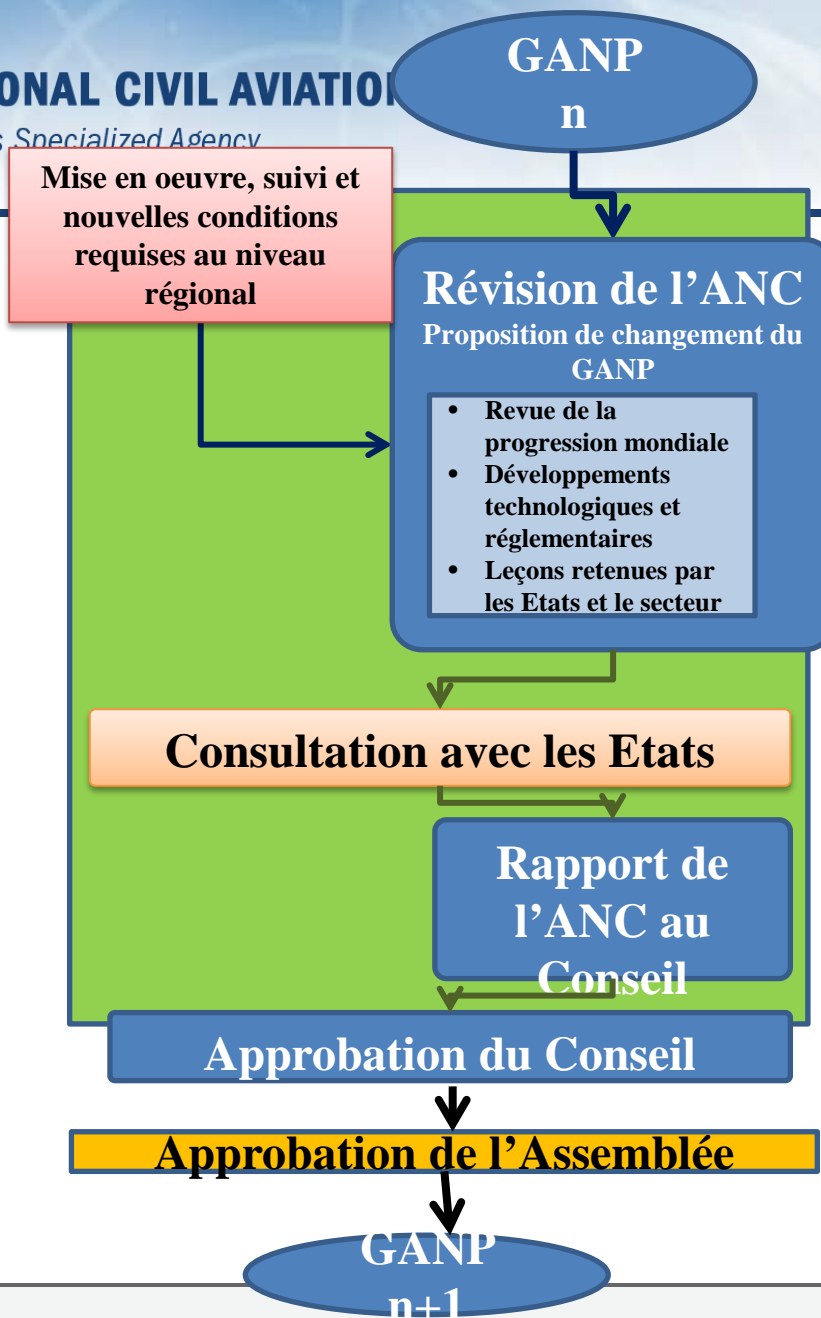 GANP
n
ONAL CIVIL AVIATIO
s Specialized Agency
Mise en oeuvre, suivi et
nouvelles conditions
requises au niveau
régional
Révision de l'ANC
Proposition de changement du
GANP
• Revue de la
progression mondiale
• Développements
technologiques et
réglementaires
• Leçons retenues par
les Etats et le secteur
Consultation avec les Etats
Rapport de
l'ANC au
Conseil
Approbation du Conseil
Approbation de l'Assemblée
GANP
n+1